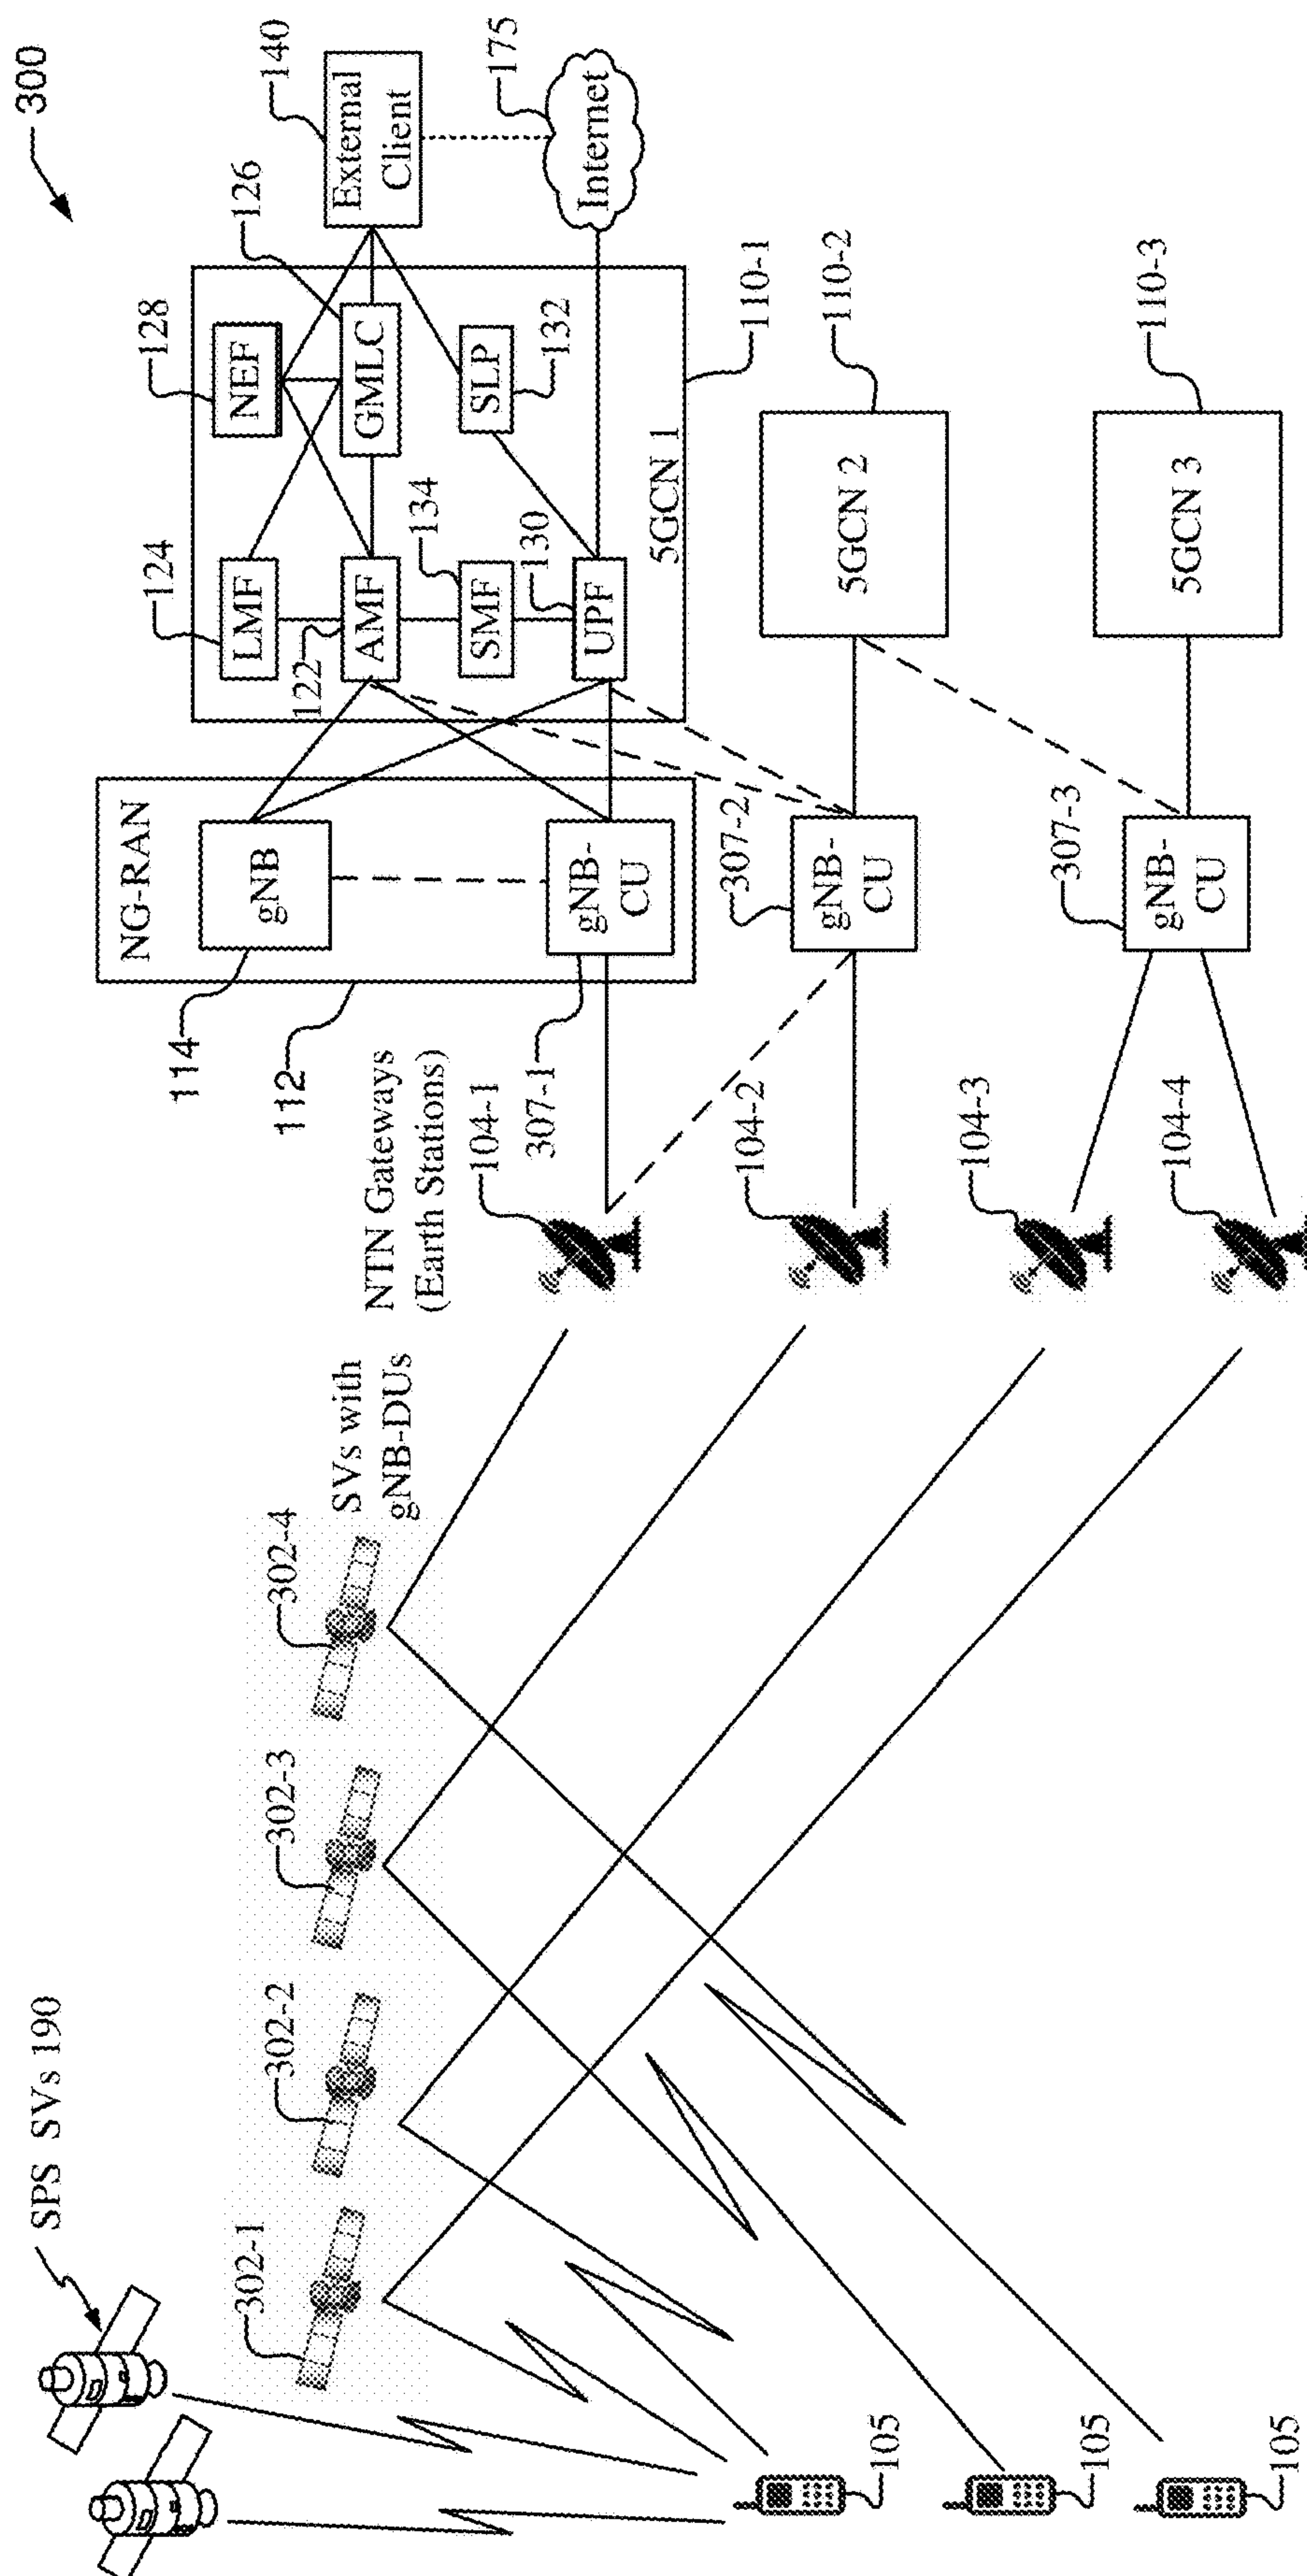 300
SPS SVs 190
302-1
302-2
302-3
302-4
SVs with
gNB-DUs
NTN Gateways
(Earth Stations)
104-1
104-2
104-3
104-4
105
105
105
112
114
NG-RAN
gNB
gNB-
CU
307-1
gNB-
CU
307-2
gNB-
CU
307-3
124
LMF
122
AMF
134
SMF
130
UPF
128
NEF
126
GMLC
SLP
132
5GCN 1
110-1
5GCN 2
110-2
5GCN 3
110-3
140
External
Client
175
Internet